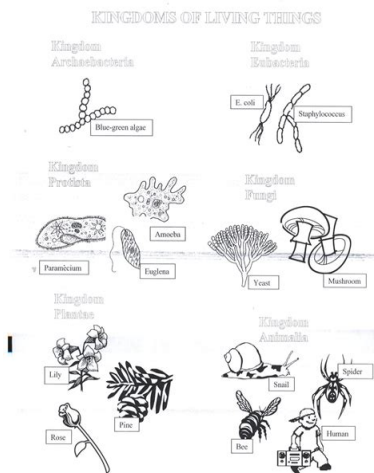 KINGDOMS OF LIVING THINGS
Kingdom
Archaebacteria
Kingdom
Eubacteria
E. coli
Staphylococcus
Blue-green algae
Kingdom
Protista
Kingdom
Fungi
Amoeba
Paramècium
Euglena
Yeast
Mushroom
Kingdom
Plantae
Kingdom
Animalia
Lily
Snail
Spider
Pine
Rose
Bee
Human